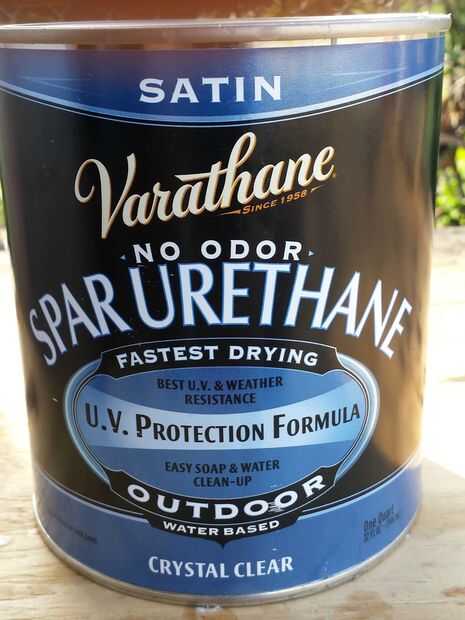 SATIN
Varathane
SINCE 1958
NO ODOR
SPAR URETHANE
FASTEST DRYING
BEST U.V. & WEATHER
RESISTANCE
U.V. PROTECTION FORMULA
EASY SOAP & WATER
CLEAN-UP
OUTDOOR
WATER BASED
One Quart
CRYSTAL CLEAR